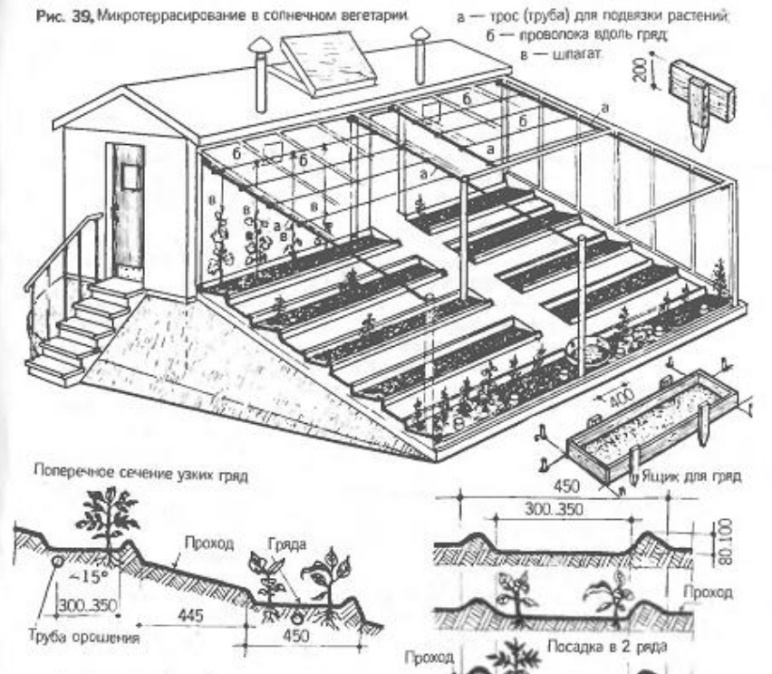 Рис. 39. Микротеррасирование в солнечном вегетарии.
а — трос (труба) для подвязки растений;
б — проволока вдоль гряд;
в — шпагат.
200
б
б
а
б
б
а
а
в
в
в
а
в
в
400
Ящик для гряд
Поперечное сечение узких гряд
Проход
Гряда
~15°
300..350
445
450
Труба орошения
450
300..350
80.100
Проход
Посадка в 2 ряда
Проход